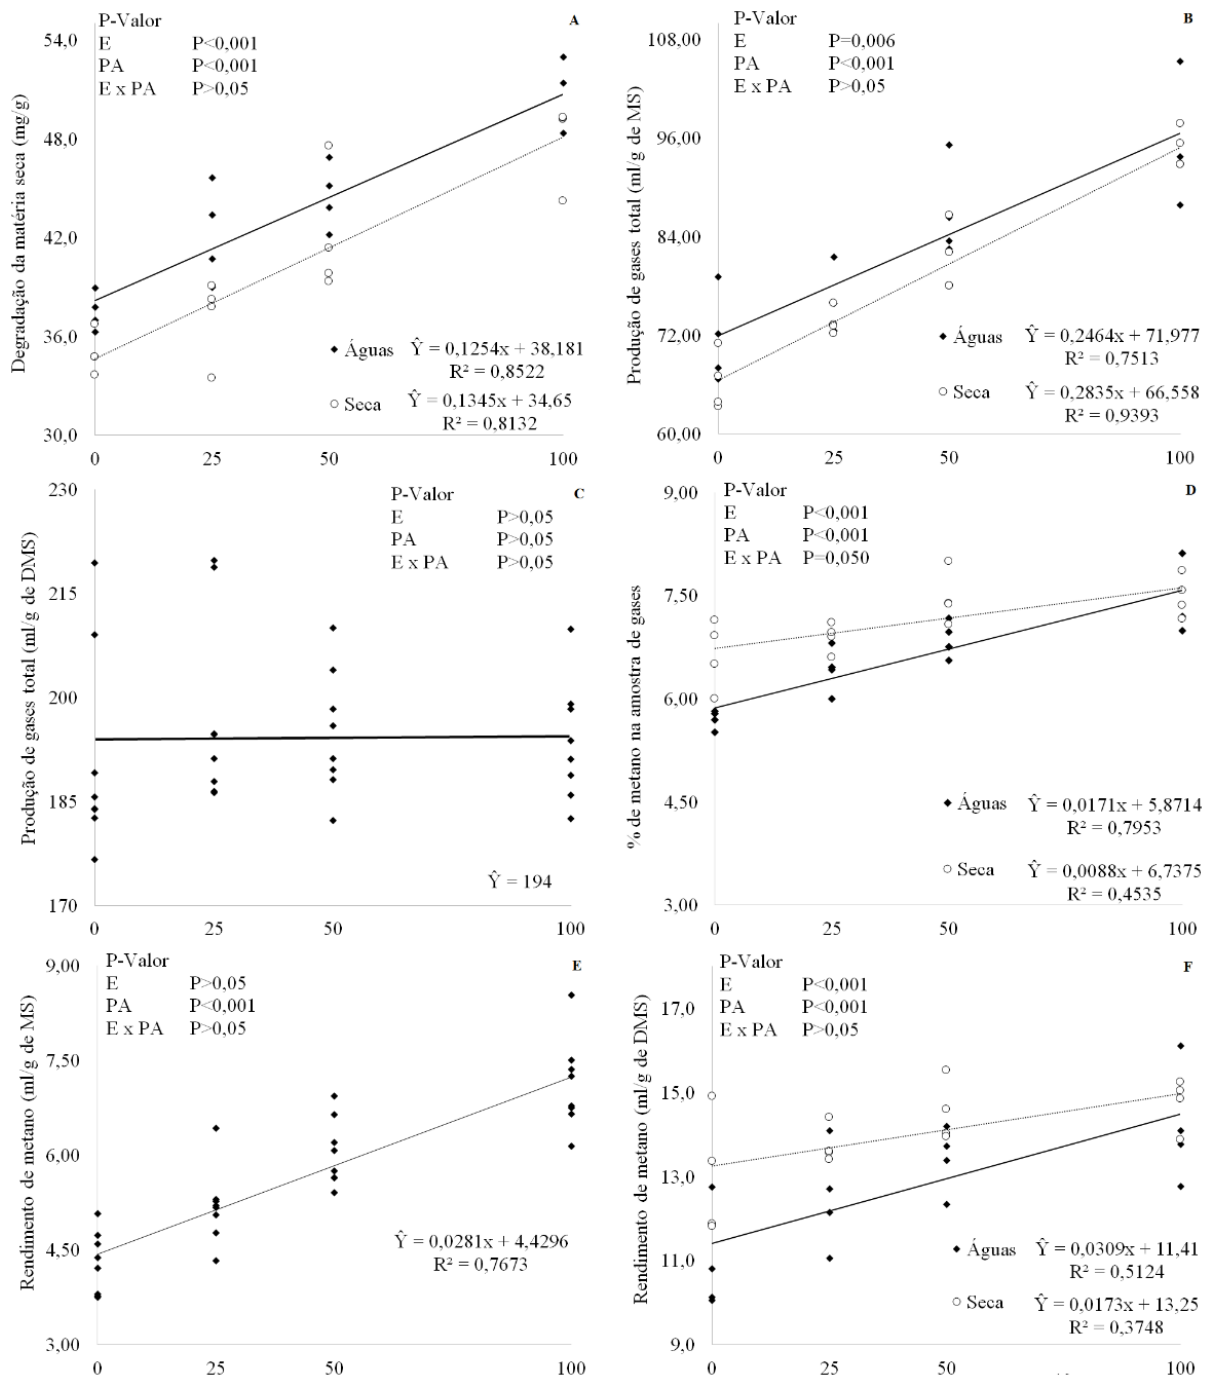 P-Valor
A
E P<0,001
PA P<0,001
E x PA P>0,05
54,0
48,0
42,0
36,0
30,0
Degradação da matéria seca (mg/g)
Águas Ŷ = 0,1254x + 38,181
R² = 0,8522
Seca Ŷ = 0,1345x + 34,65
R² = 0,8132
0 25 50 100
P-Valor
B
E P=0,006
PA P<0,001
E x PA P>0,05
108,00
96,00
84,00
72,00
60,00
Produção de gases total (ml/g de MS)
Águas Ŷ = 0,2464x + 71,977
R² = 0,7513
Seca Ŷ = 0,2835x + 66,558
R² = 0,9393
0 25 50 100
P-Valor
C
E P>0,05
PA P>0,05
E x PA P>0,05
230
215
200
185
170
Produção de gases total (ml/g de DMS)
Ŷ = 194
0 25 50 100
P-Valor
D
E P<0,001
PA P<0,001
E x PA P=0,050
9,00
7,50
6,00
4,50
3,00
% de metano na amostra de gases
Águas Ŷ = 0,0171x + 5,8714
R² = 0,7953
Seca Ŷ = 0,0088x + 6,7375
R² = 0,4535
0 25 50 100
P-Valor
E
E P>0,05
PA P<0,001
E x PA P>0,05
9,00
7,50
6,00
4,50
3,00
Rendimento de metano (ml/g de MS)
Ŷ = 0,0281x + 4,4296
R² = 0,7673
0 25 50 100
P-Valor
F
E P<0,001
PA P<0,001
E x PA P>0,05
17,0
15,0
13,0
11,0
9,0
Rendimento de metano (ml/g de DMS)
Águas Ŷ = 0,0309x + 11,41
R² = 0,5124
Seca Ŷ = 0,0173x + 13,25
R² = 0,3748
0 25 50 100